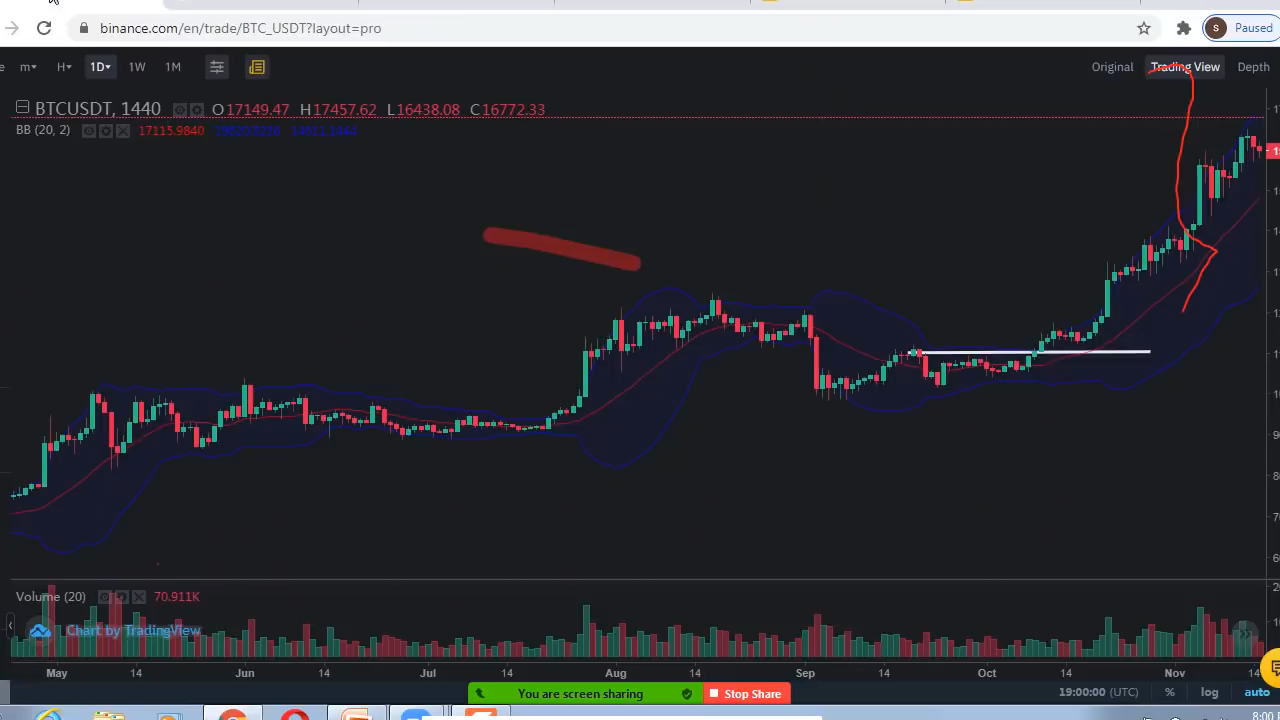 binance.com/en/trade/BTC_USDT?layout=pro
S
Paused
m▾ H▾ 1D▾ 1W 1M
Original Trading View Depth
BTCUSDT, 1440 O17149.47 H17457.62 L16438.08 C16772.33
BB (20, 2) 17115.9840
Volume (20) 70.911K
Chart by TradingView
May 14 Jun 14 Jul 14 Aug 14 Sep 14 Oct 14 Nov 14
You are screen sharing Stop Share
19:00:00 (UTC) % log auto